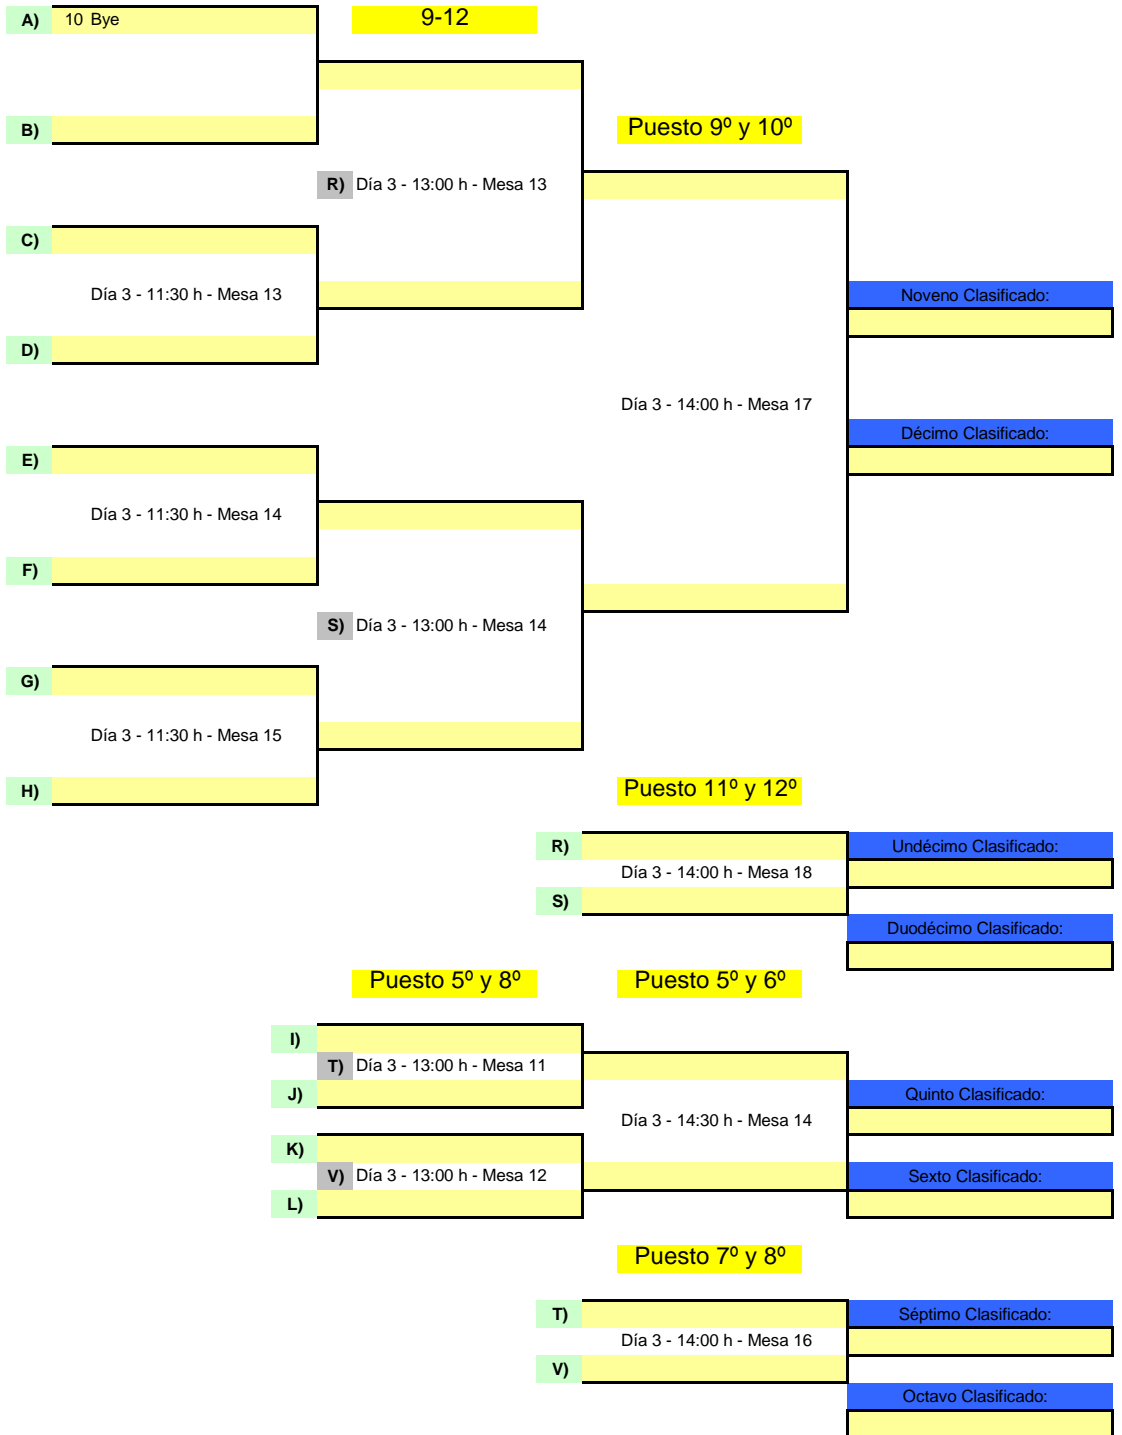 A) 10 Bye 9-12
B) Puesto 9º y 10º
R) Día 3 - 13:00 h - Mesa 13
C)
Día 3 - 11:30 h - Mesa 13 Noveno Clasificado:
D)
Día 3 - 14:00 h - Mesa 17
Décimo Clasificado:
E)
Día 3 - 11:30 h - Mesa 14
F)
S) Día 3 - 13:00 h - Mesa 14
G)
Día 3 - 11:30 h - Mesa 15
H) Puesto 11º y 12º
R) Undécimo Clasificado:
Día 3 - 14:00 h - Mesa 18
S)
Duodécimo Clasificado:
Puesto 5º y 8º Puesto 5º y 6º
I)
T) Día 3 - 13:00 h - Mesa 11
J) Quinto Clasificado:
Día 3 - 14:30 h - Mesa 14
K)
V) Día 3 - 13:00 h - Mesa 12 Sexto Clasificado:
L)
Puesto 7º y 8º
T) Séptimo Clasificado:
Día 3 - 14:00 h - Mesa 16
V)
Octavo Clasificado: